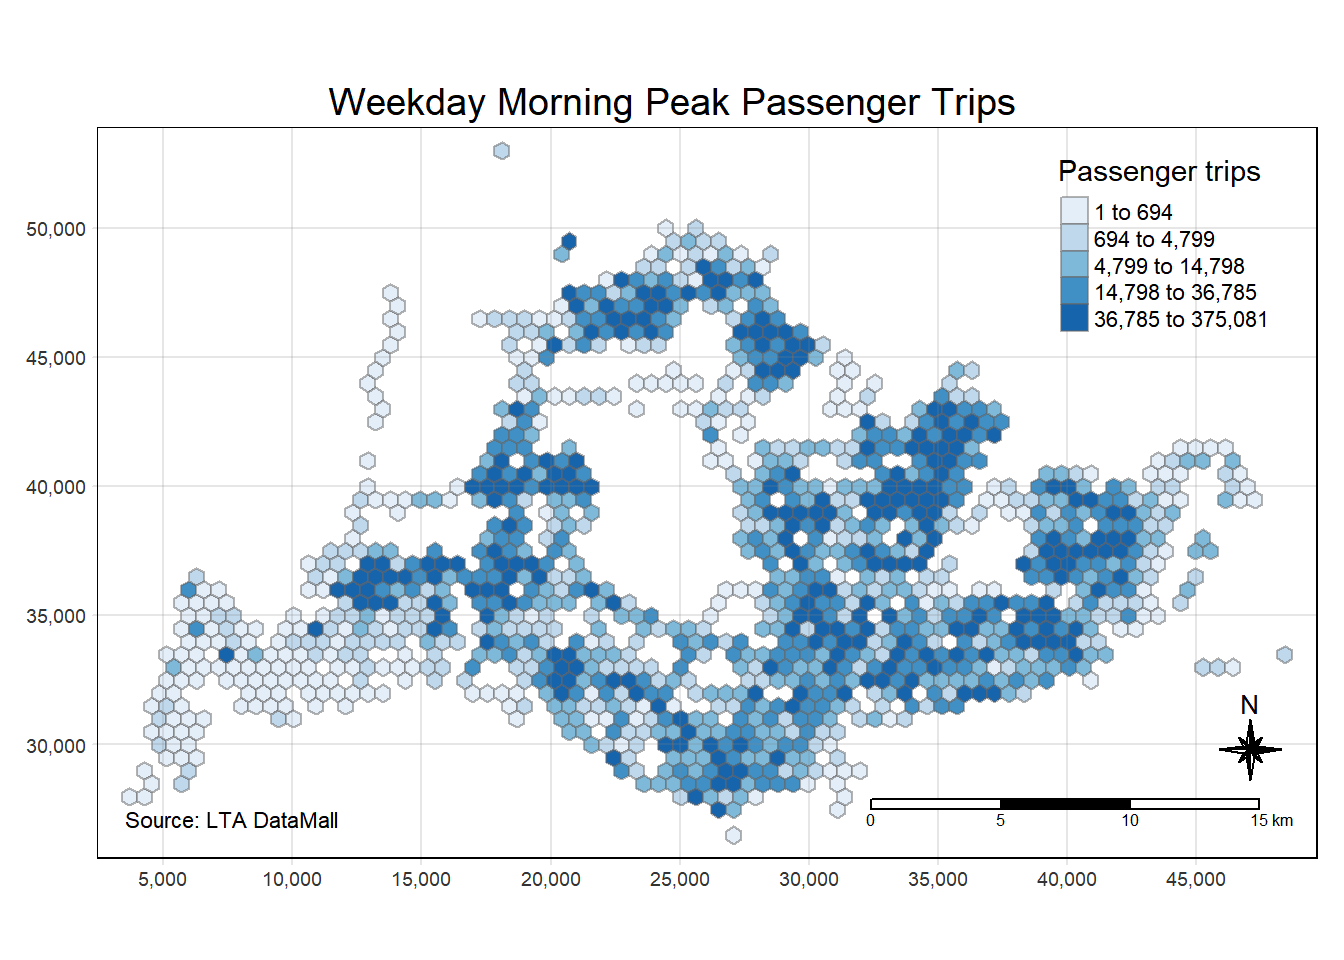 Weekday Morning Peak Passenger Trips
Passenger trips
1 to 694
694 to 4,799
4,799 to 14,798
14,798 to 36,785
36,785 to 375,081
50,000
45,000
40,000
35,000
30,000
N
0 5 10 15 km
Source: LTA DataMall
5,000 10,000 15,000 20,000 25,000 30,000 35,000 40,000 45,000